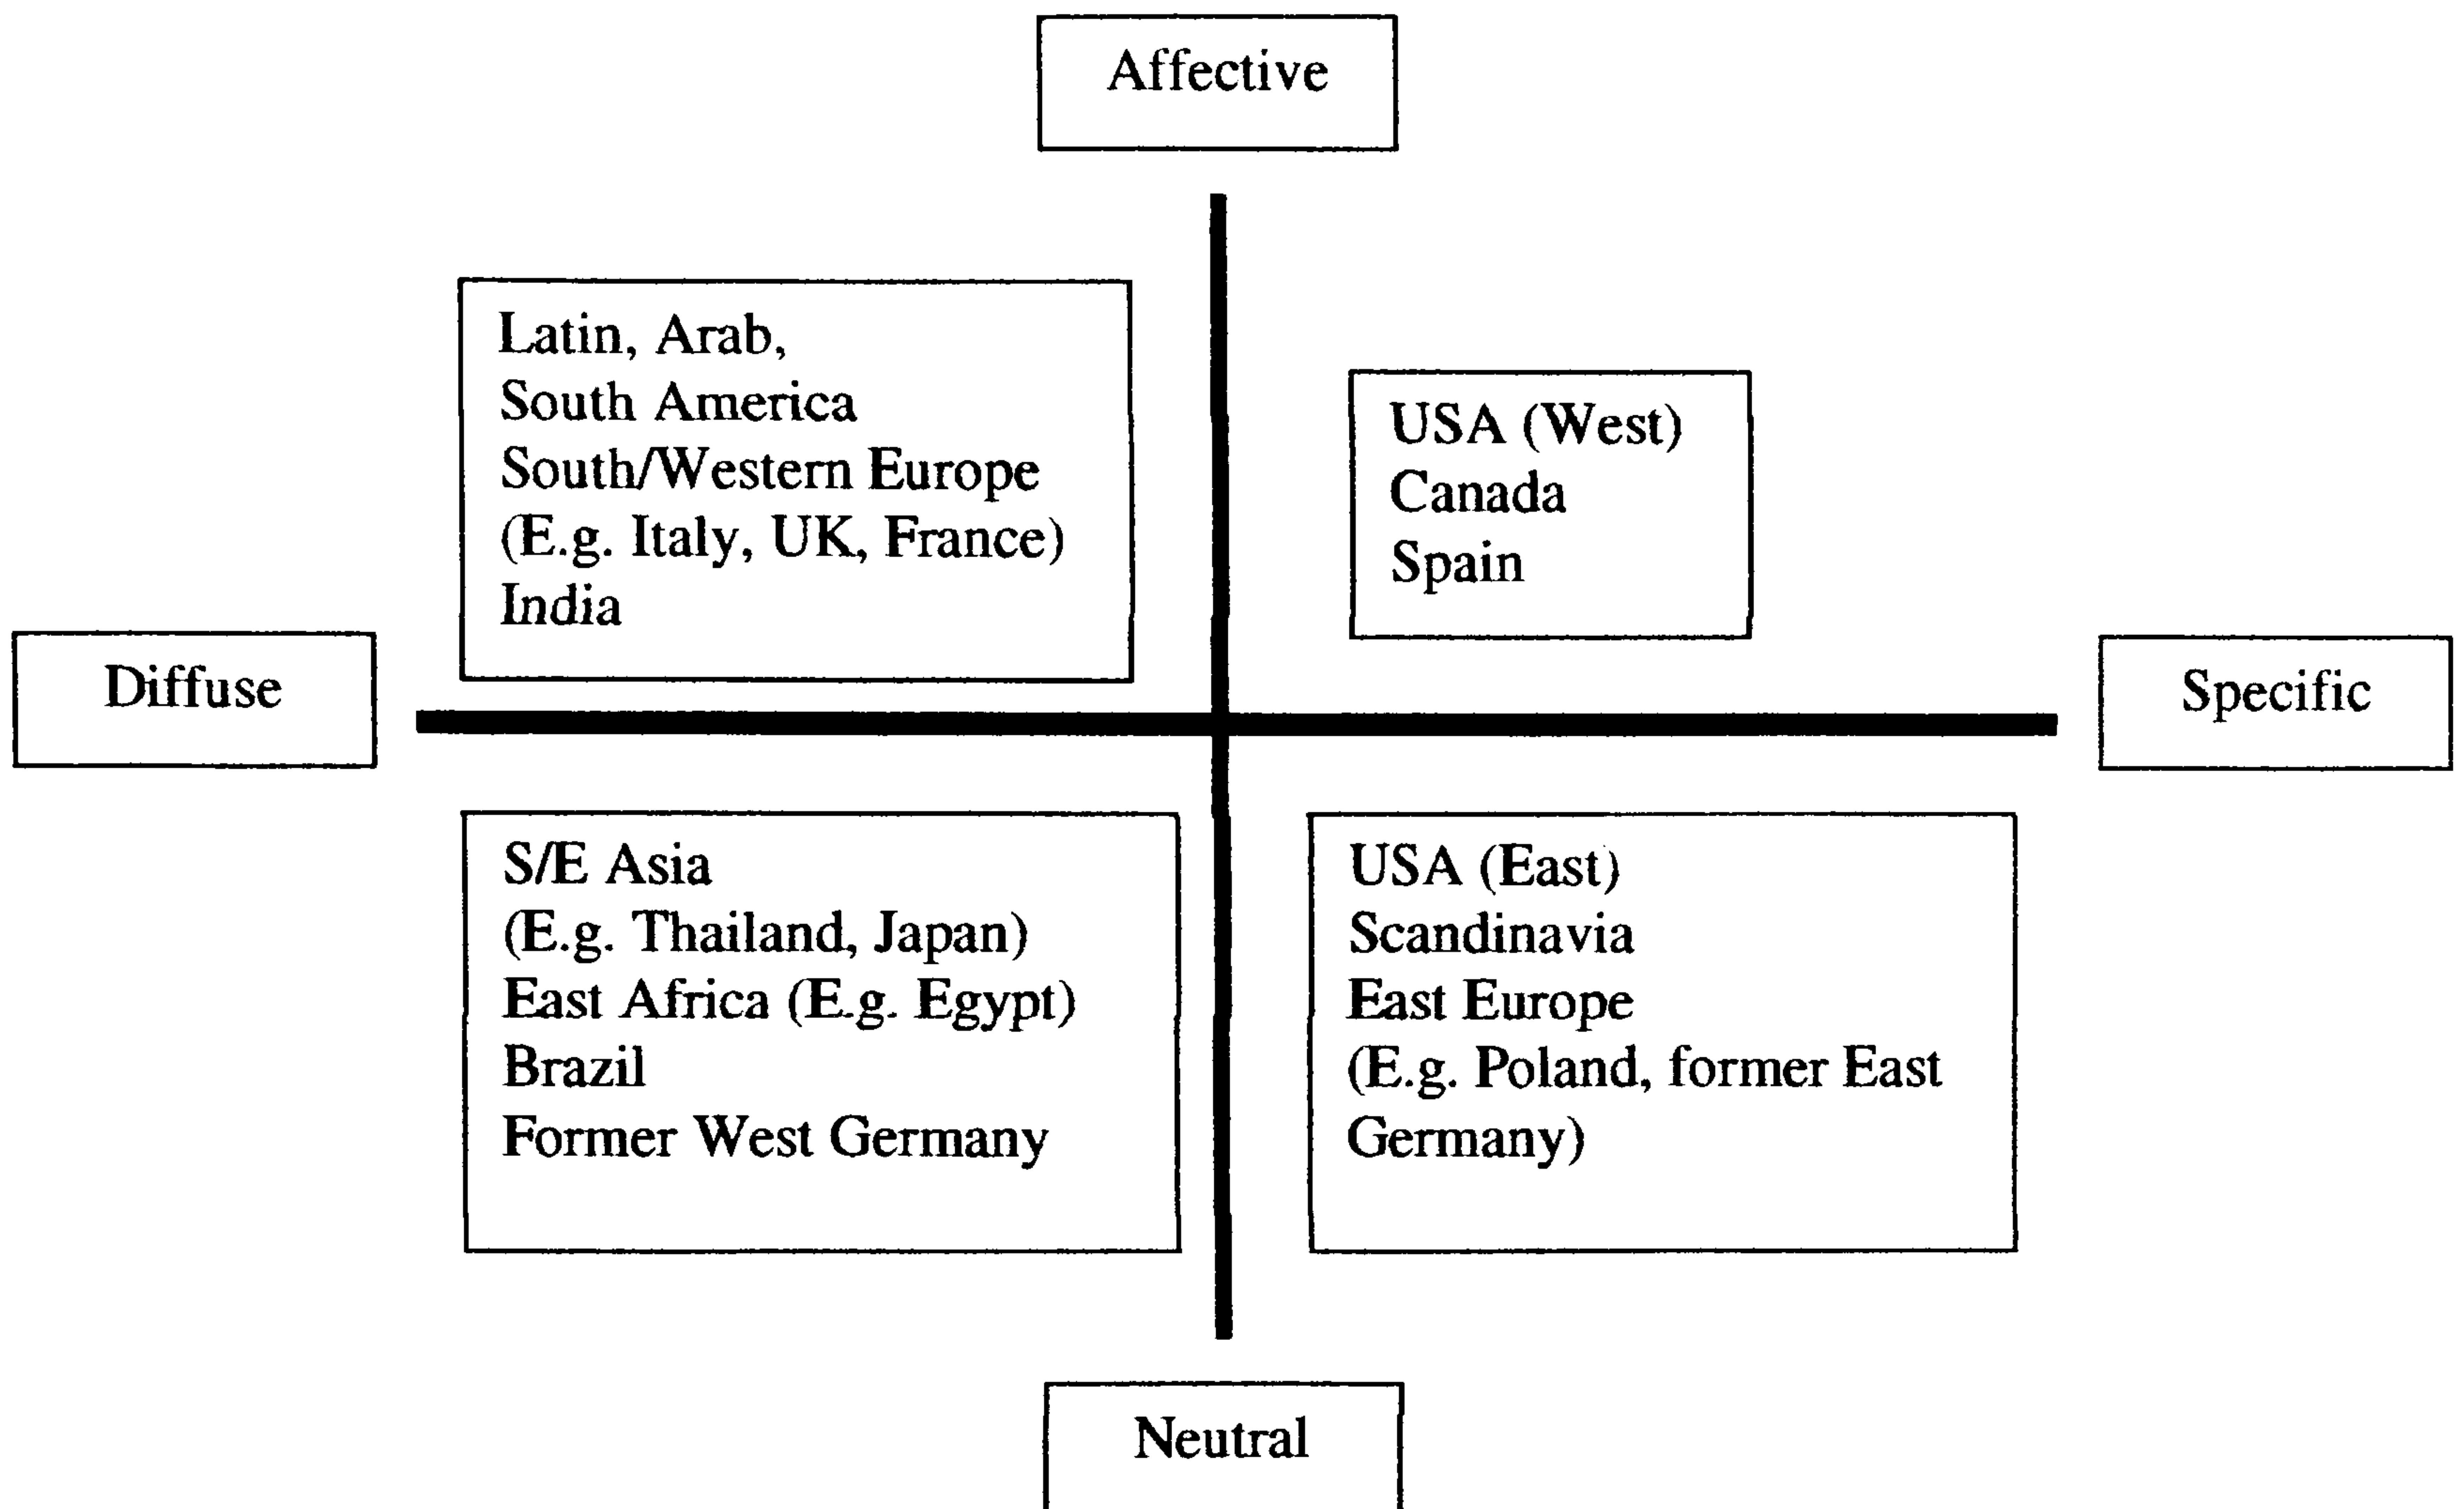 Affective
Latin, Arab,
South America
South/Western Europe
(E.g. Italy, UK, France)
India
USA (West)
Canada
Spain
Diffuse
Specific
S/E Asia
(E.g. Thailand, Japan)
East Africa (E.g. Egypt)
Brazil
Former West Germany
USA (East)
Scandinavia
East Europe
(E.g. Poland, former East
Germany)
Neutral